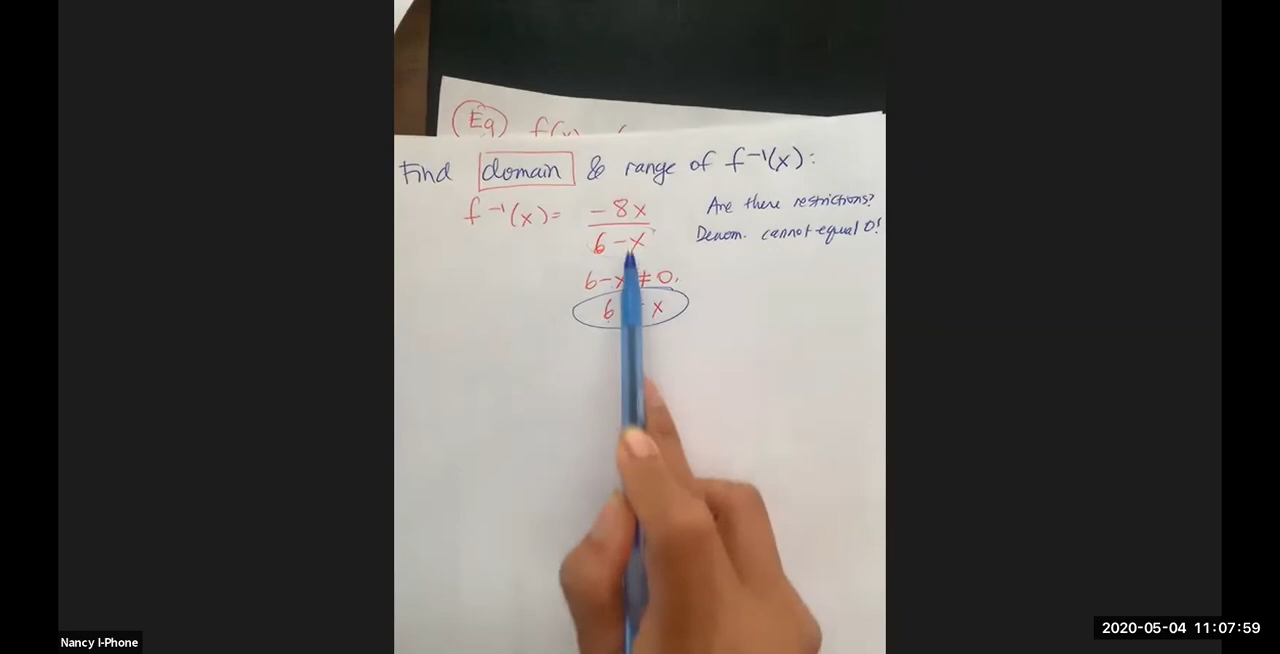 Eg f(x)
Find domain & range of f⁻¹(x):
f⁻¹(x)= -8x / 6-x
Are there restrictions?
Denom. cannot equal 0!
6-x ≠ 0.
6 x
Nancy I-Phone
2020-05-04 11:07:59